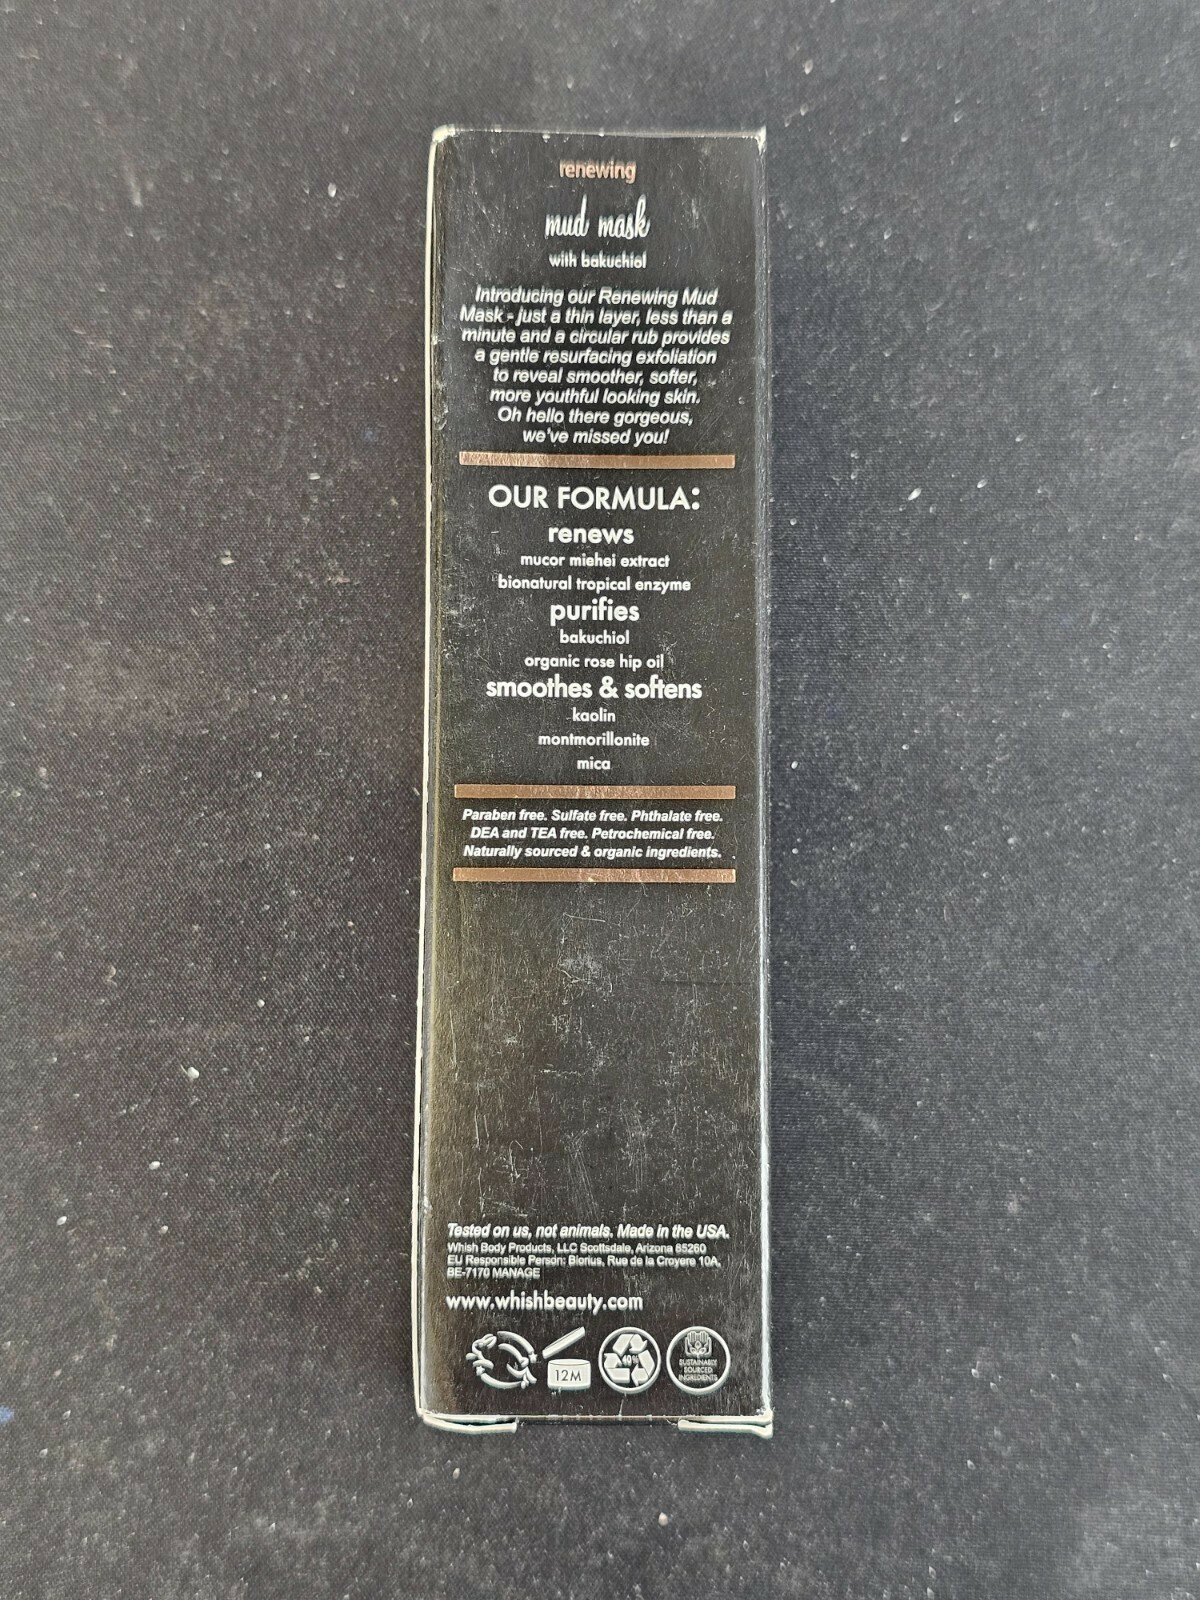 renewing
mud mask
with bakuchiol
Introducing our Renewing Mud
Mask - just a thin layer, less than a
minute and a circular rub provides
a gentle resurfacing exfoliation
to reveal smoother, softer,
more youthful looking skin.
Oh hello there gorgeous,
we've missed you!
OUR FORMULA:
renews
mucor miehei extract
bionatural tropical enzyme
purifies
bakuchiol
organic rose hip oil
smoothes & softens
kaolin
montmorillonite
mica
Paraben free. Sulfate free. Phthalate free.
DEA and TEA free. Petrochemical free.
Naturally sourced & organic ingredients.
Tested on us, not animals. Made in the USA.
Whish Body Products, LLC Scottsdale, Arizona 85260
EU Responsible Person: Biorius, Rue de la Croyere 10A,
BE-7170 MANAGE
www.whishbeauty.com
12M
40%
SUSTAINABLY
SOURCED
INGREDIENTS